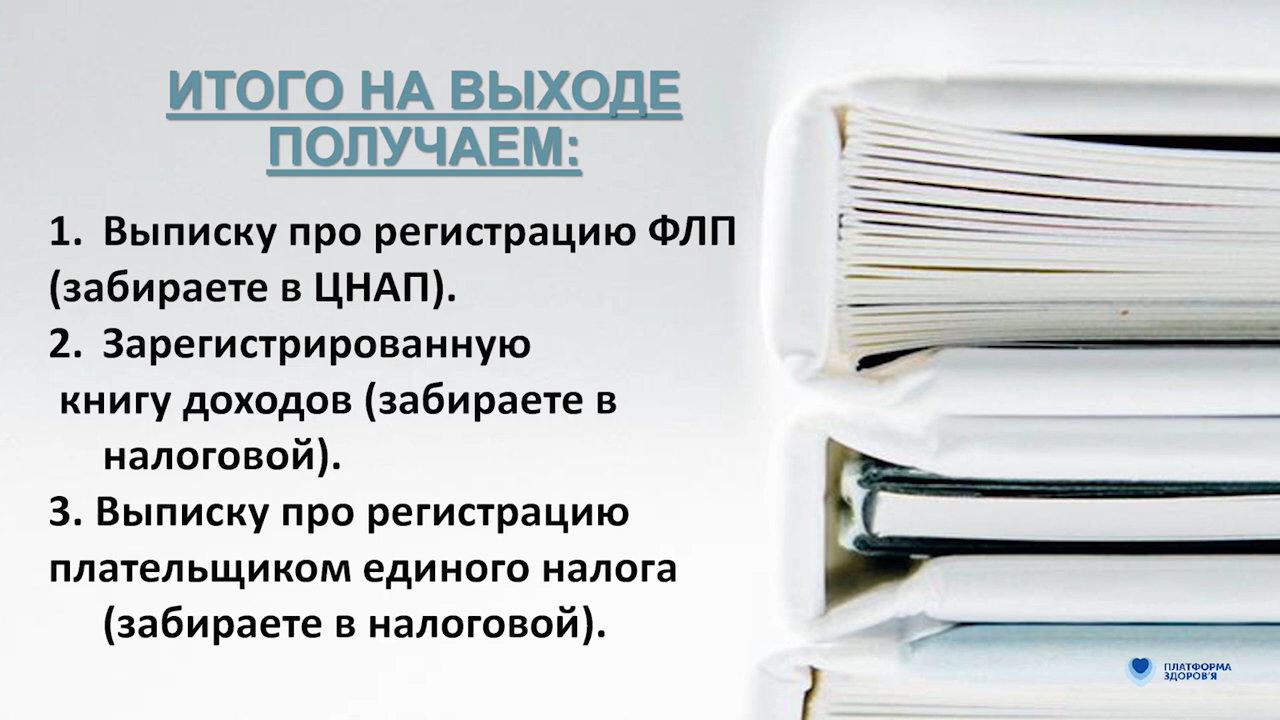 ИТОГО НА ВЫХОДЕ
ПОЛУЧАЕМ:
1. Выписку про регистрацию ФЛП
(забираете в ЦНАП).
2. Зарегистрированную
книгу доходов (забираете в
налоговой).
3. Выписку про регистрацию
плательщиком единого налога
(забираете в налоговой).
ПЛАТФОРМА
ЗДОРОВ'Я